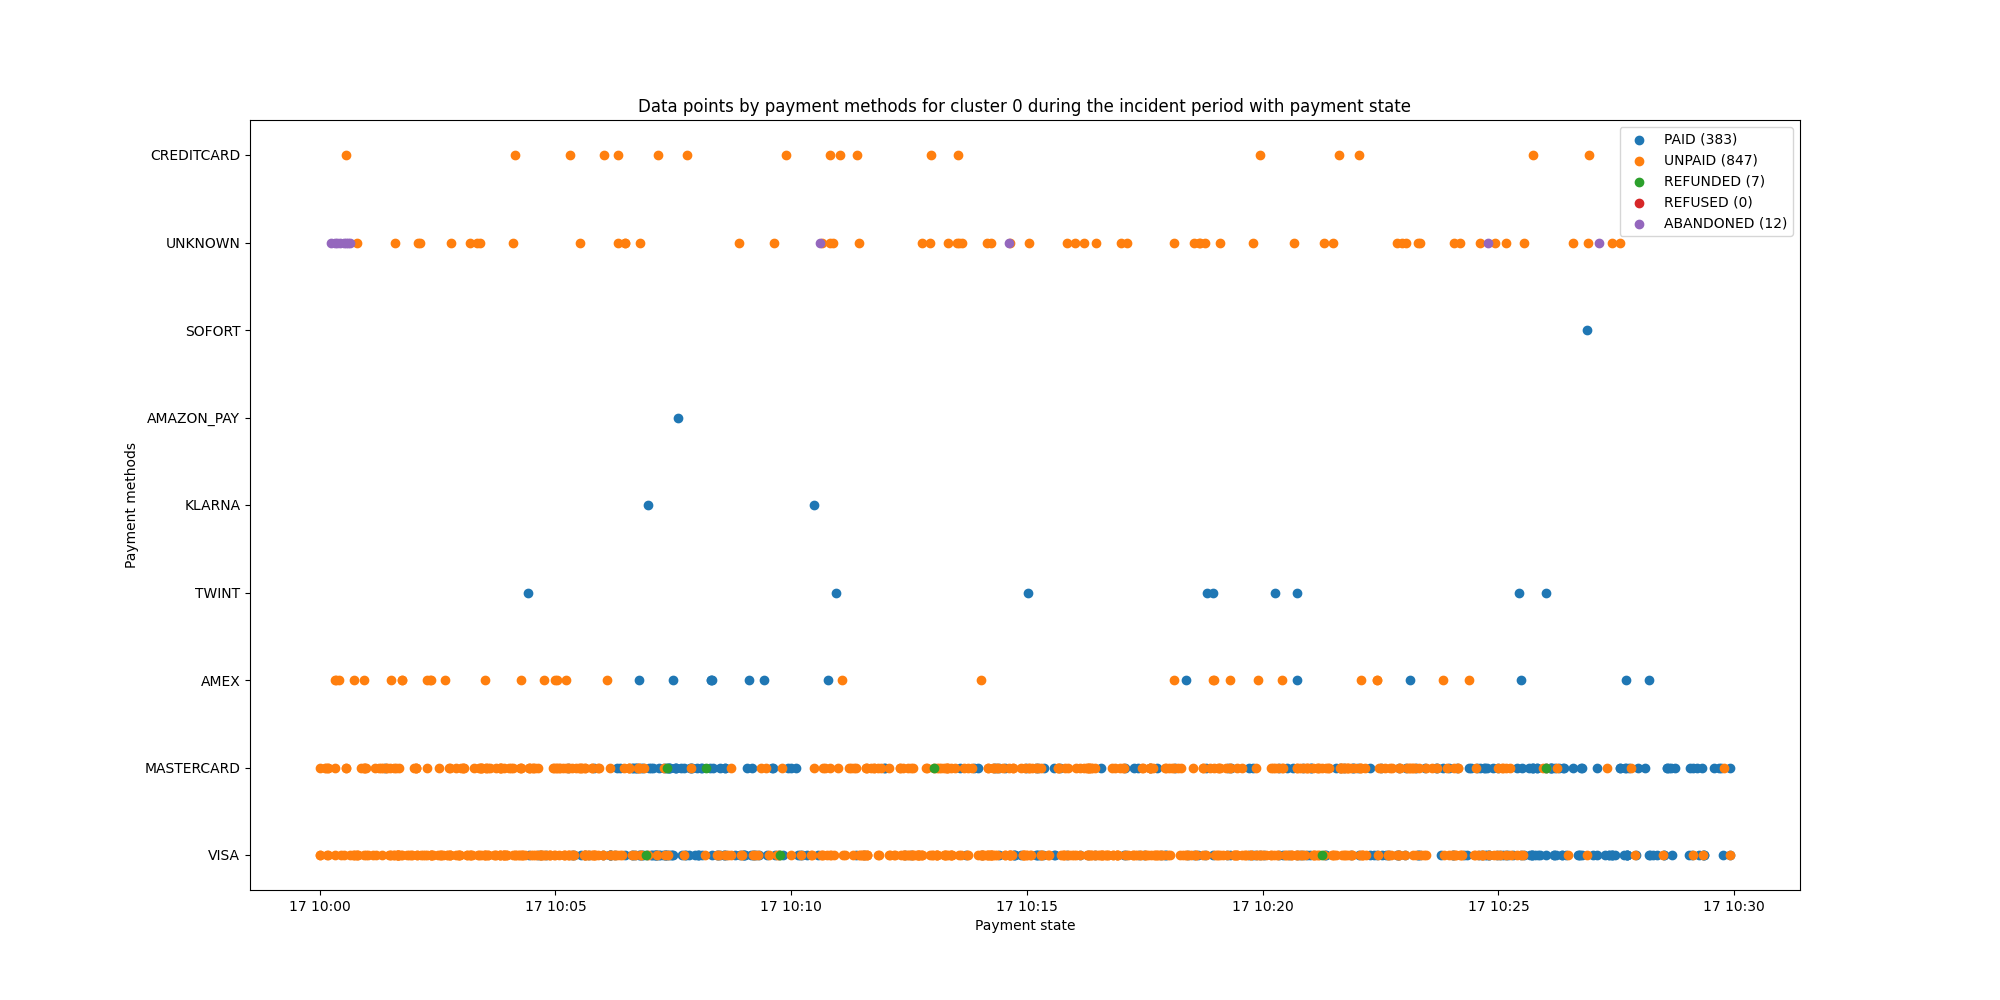 Data points by payment methods for cluster 0 during the incident period with payment state
PAID (383)
UNPAID (847)
REFUNDED (7)
REFUSED (0)
ABANDONED (12)
Payment methods
CREDITCARD
UNKNOWN
SOFORT
AMAZON_PAY
KLARNA
TWINT
AMEX
MASTERCARD
VISA
17 10:00 17 10:05 17 10:10 17 10:15 17 10:20 17 10:25 17 10:30
Payment state